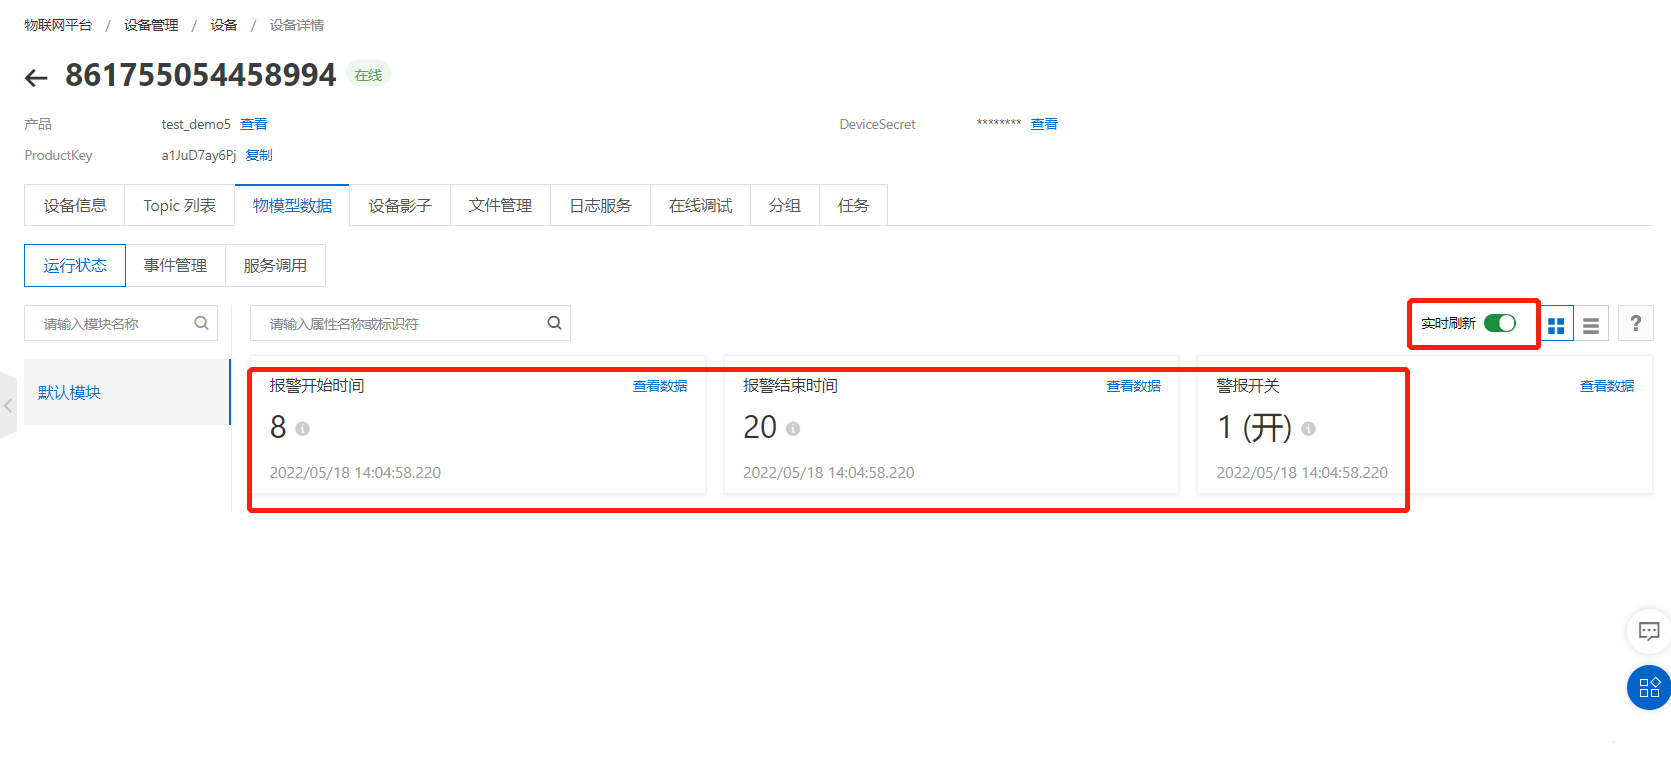 物联网平台 / 设备管理 / 设备 / 设备详情
861755054458994 在线
产品 test_demo5 查看 DeviceSecret ******** 查看
ProductKey a1JuD7ay6Pj 复制
设备信息 Topic 列表 物模型数据 设备影子 文件管理 日志服务 在线调试 分组 任务
运行状态 事件管理 服务调用
请输入模块名称 请输入属性名称或标识符 实时刷新 ?
默认模块
报警开始时间 查看数据 报警结束时间 查看数据 警报开关 查看数据
8 20 1 (开)
2022/05/18 14:04:58.220 2022/05/18 14:04:58.220 2022/05/18 14:04:58.220